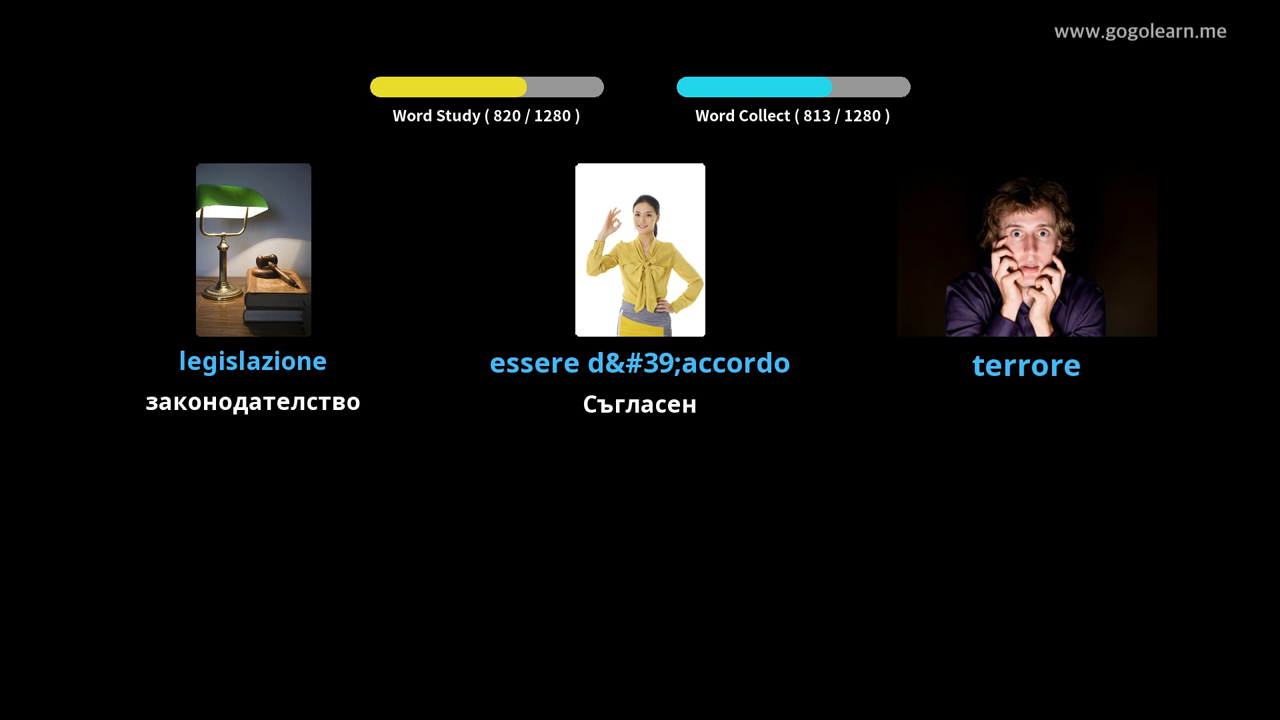 www.gogolearn.me
Word Study ( 820 / 1280 )
Word Collect ( 813 / 1280 )
legislazione
essere d&#39;accordo
terrore
законодателство
Съгласен